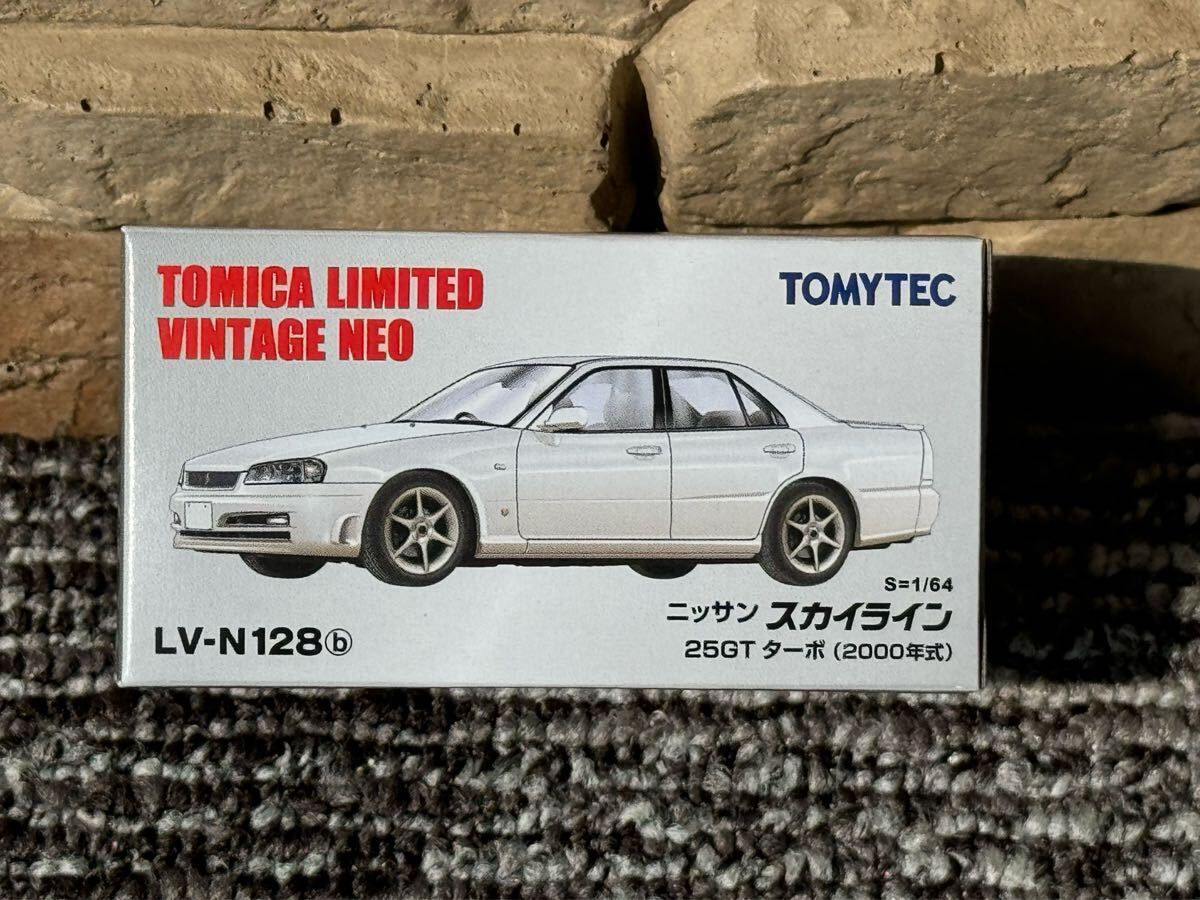 TOMICA LIMITED
VINTAGE NEO
TOMYTEC
S=1/64
ニッサン スカイライン
25GT ターボ (2000年式)
LV-N128ⓑ